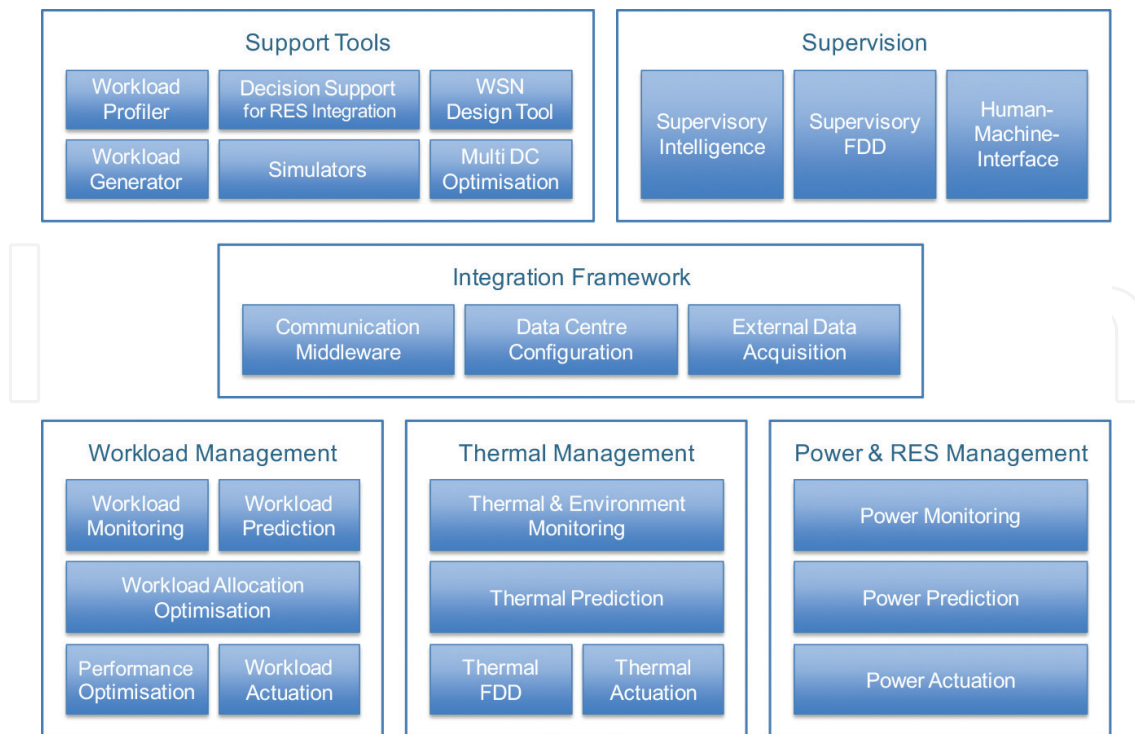 Support Tools
Workload
Profiler
Decision Support
for RES Integration
WSN
Design Tool
Workload
Generator
Simulators
Multi DC
Optimisation
Supervision
Supervisory
Intelligence
Supervisory
FDD
Human-
Machine-
Interface
Integration Framework
Communication
Middleware
Data Centre
Configuration
External Data
Acquisition
Workload Management
Workload
Monitoring
Workload
Prediction
Workload Allocation
Optimisation
Performance
Optimisation
Workload
Actuation
Thermal Management
Thermal & Environment
Monitoring
Thermal Prediction
Thermal
FDD
Thermal
Actuation
Power & RES Management
Power Monitoring
Power Prediction
Power Actuation